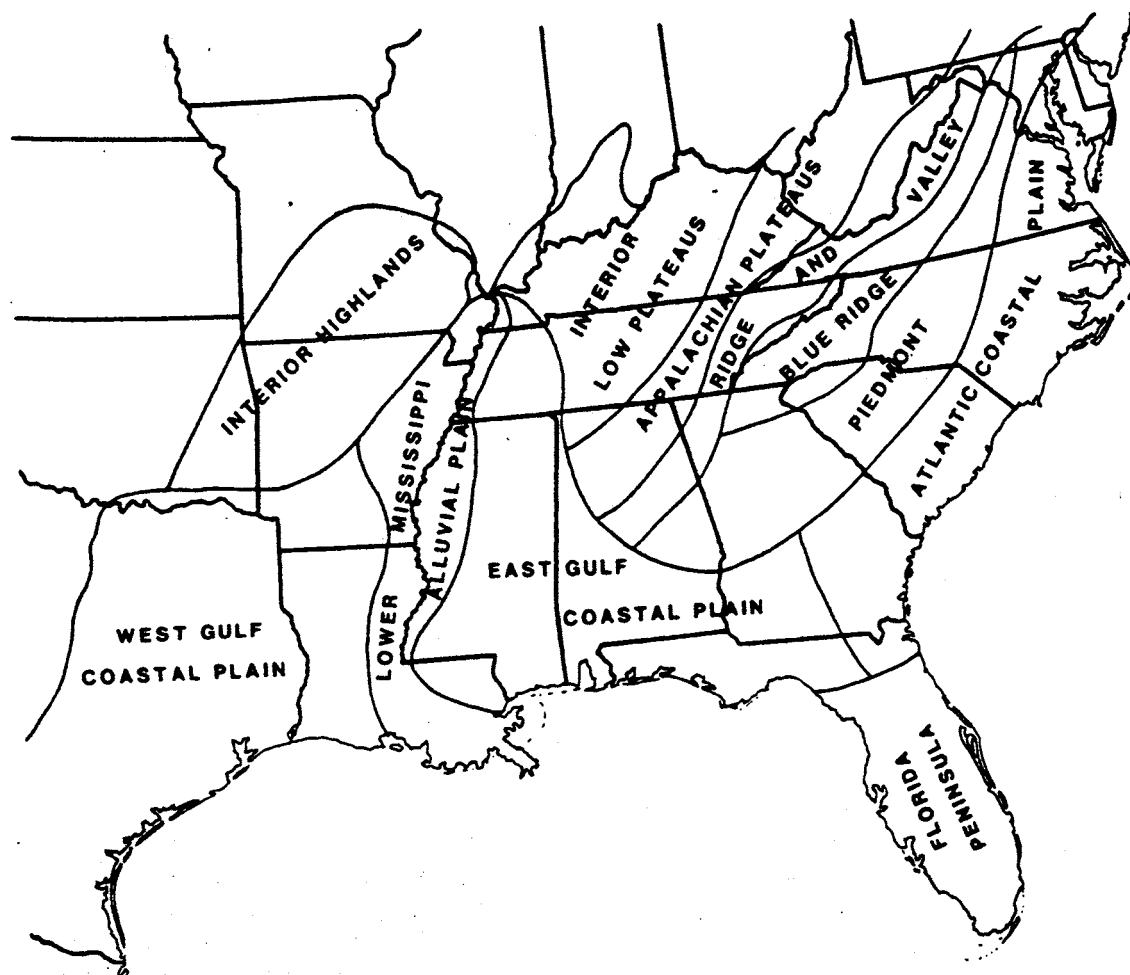 INTERIOR HIGHLANDS
INTERIOR
LOW PLATEAUS
APPALACHIAN PLATEAUS
RIDGE AND VALLEY
BLUE RIDGE
PIEDMONT
ATLANTIC COASTAL PLAIN
LOWER MISSISSIPPI
ALLUVIAL PLAIN
EAST GULF
COASTAL PLAIN
WEST GULF
COASTAL PLAIN
FLORIDA
PENINSULA